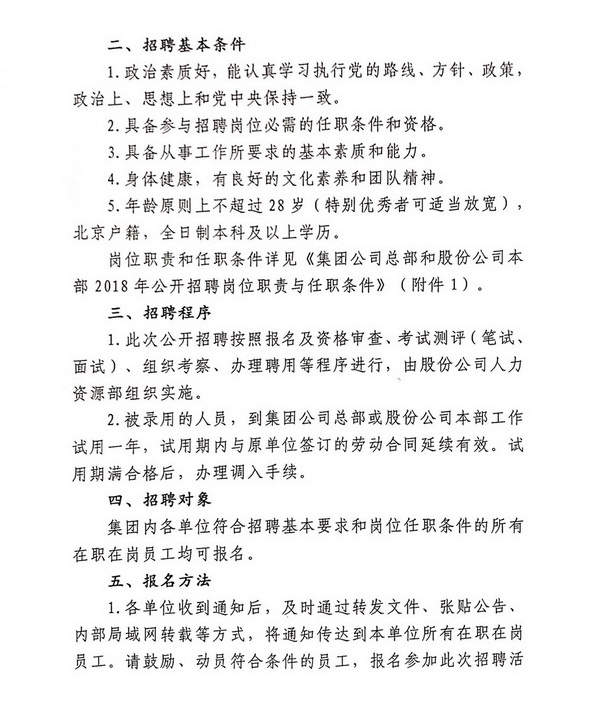 二、招聘基本条件
1.政治素质好，能认真学习执行党的路线、方针、政策，
政治上、思想上和党中央保持一致。
2.具备参与招聘岗位必需的任职条件和资格。
3.具备从事工作所要求的基本素质和能力。
4.身体健康，有良好的文化素养和团队精神。
5.年龄原则上不超过 28 岁（特别优秀者可适当放宽），
北京户籍，全日制本科及以上学历。
岗位职责和任职条件详见《集团公司总部和股份公司本
部 2018 年公开招聘岗位职责与任职条件》（附件 1）。
三、招聘程序
1.此次公开招聘按照报名及资格审查、考试测评（笔试、
面试）、组织考察、办理聘用等程序进行，由股份公司人力
资源部组织实施。
2.被录用的人员，到集团公司总部或股份公司本部工作
试用一年，试用期内与原单位签订的劳动合同延续有效。试
用期满合格后，办理调入手续。
四、招聘对象
集团内各单位符合招聘基本要求和岗位任职条件的所有
在职在岗员工均可报名。
五、报名方法
1.各单位收到通知后，及时通过转发文件、张贴公告、
内部局域网转载等方式，将通知传达到本单位所有在职在岗
员工。请鼓励、动员符合条件的员工，报名参加此次招聘活